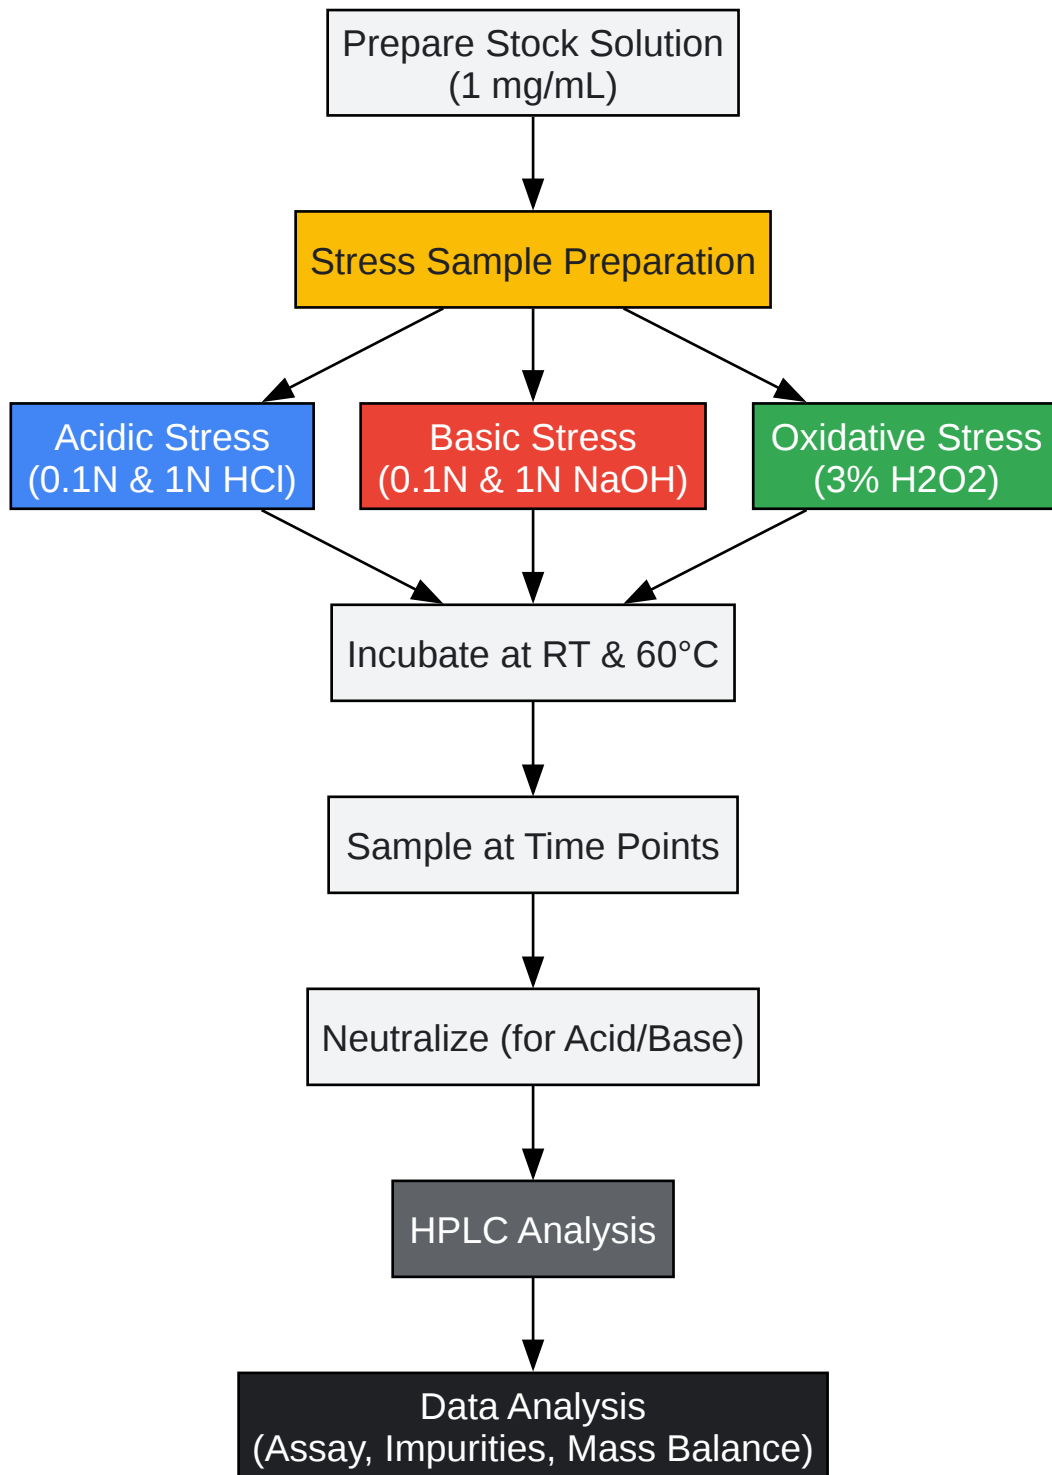 Prepare Stock Solution
(1 mg/mL)
Stress Sample Preparation
Acidic Stress
(0.1N & 1N HCl)
Basic Stress
(0.1N & 1N NaOH)
Oxidative Stress
(3% H2O2)
Incubate at RT & 60°C
Sample at Time Points
Neutralize (for Acid/Base)
HPLC Analysis
Data Analysis
(Assay, Impurities, Mass Balance)